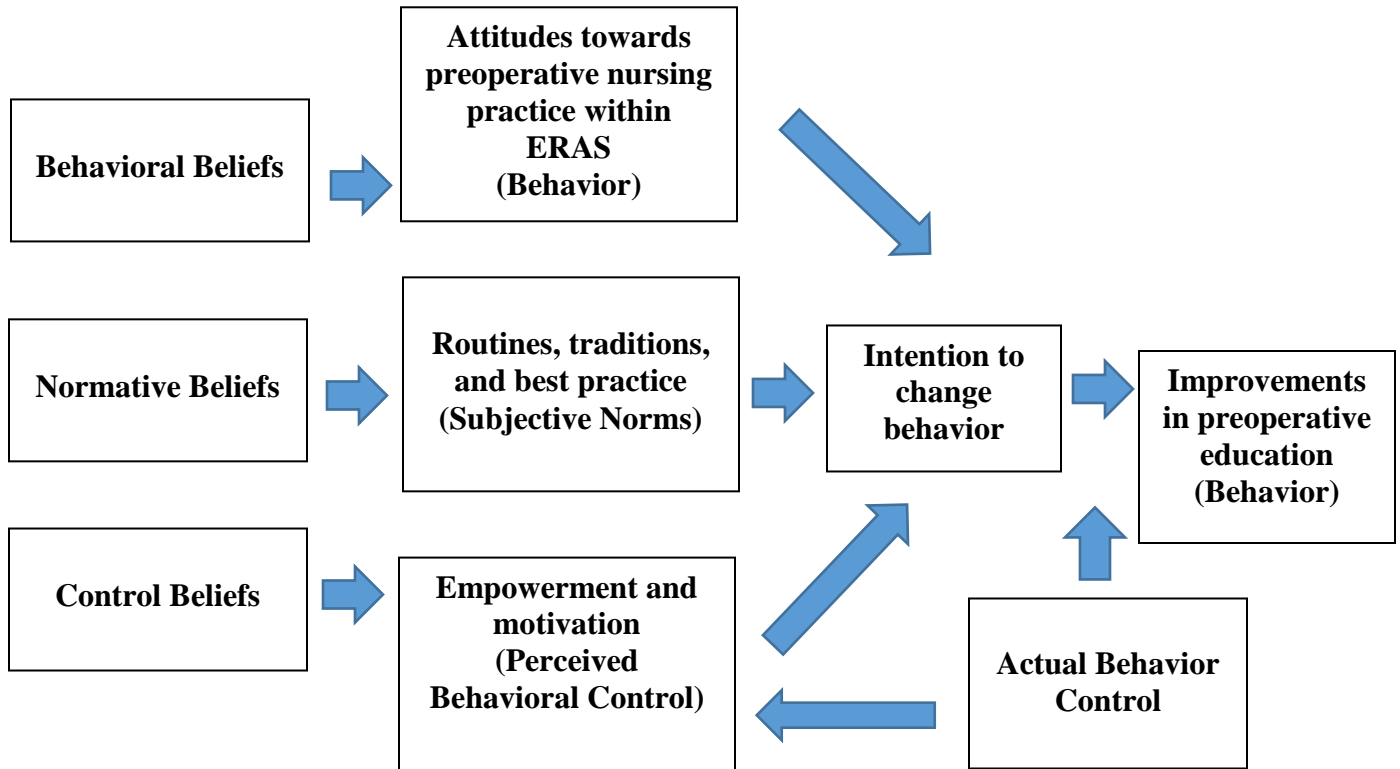 Behavioral Beliefs
Attitudes towards
preoperative nursing
practice within
ERAS
(Behavior)
Normative Beliefs
Routines, traditions,
and best practice
(Subjective Norms)
Intention to
change
behavior
Improvements
in preoperative
education
(Behavior)
Control Beliefs
Empowerment and
motivation
(Perceived
Behavioral Control)
Actual Behavior
Control